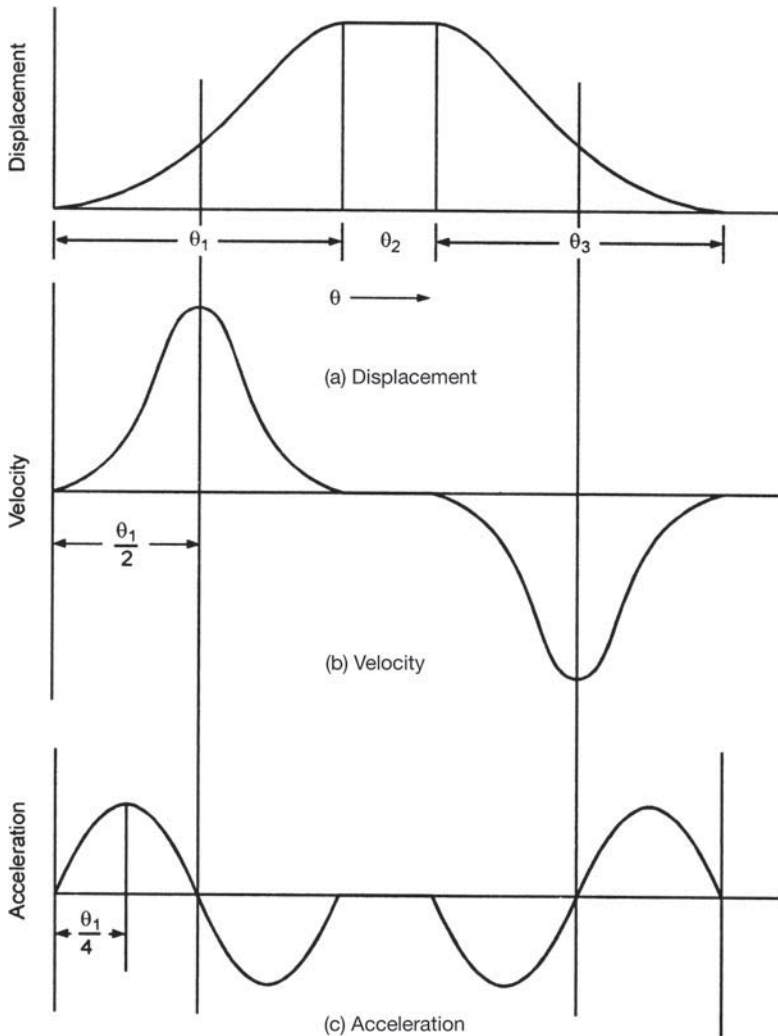 Displacement
θ₁ θ₂ θ₃
θ
(a) Displacement
Velocity
θ₁/2
(b) Velocity
Acceleration
θ₁/4
(c) Acceleration